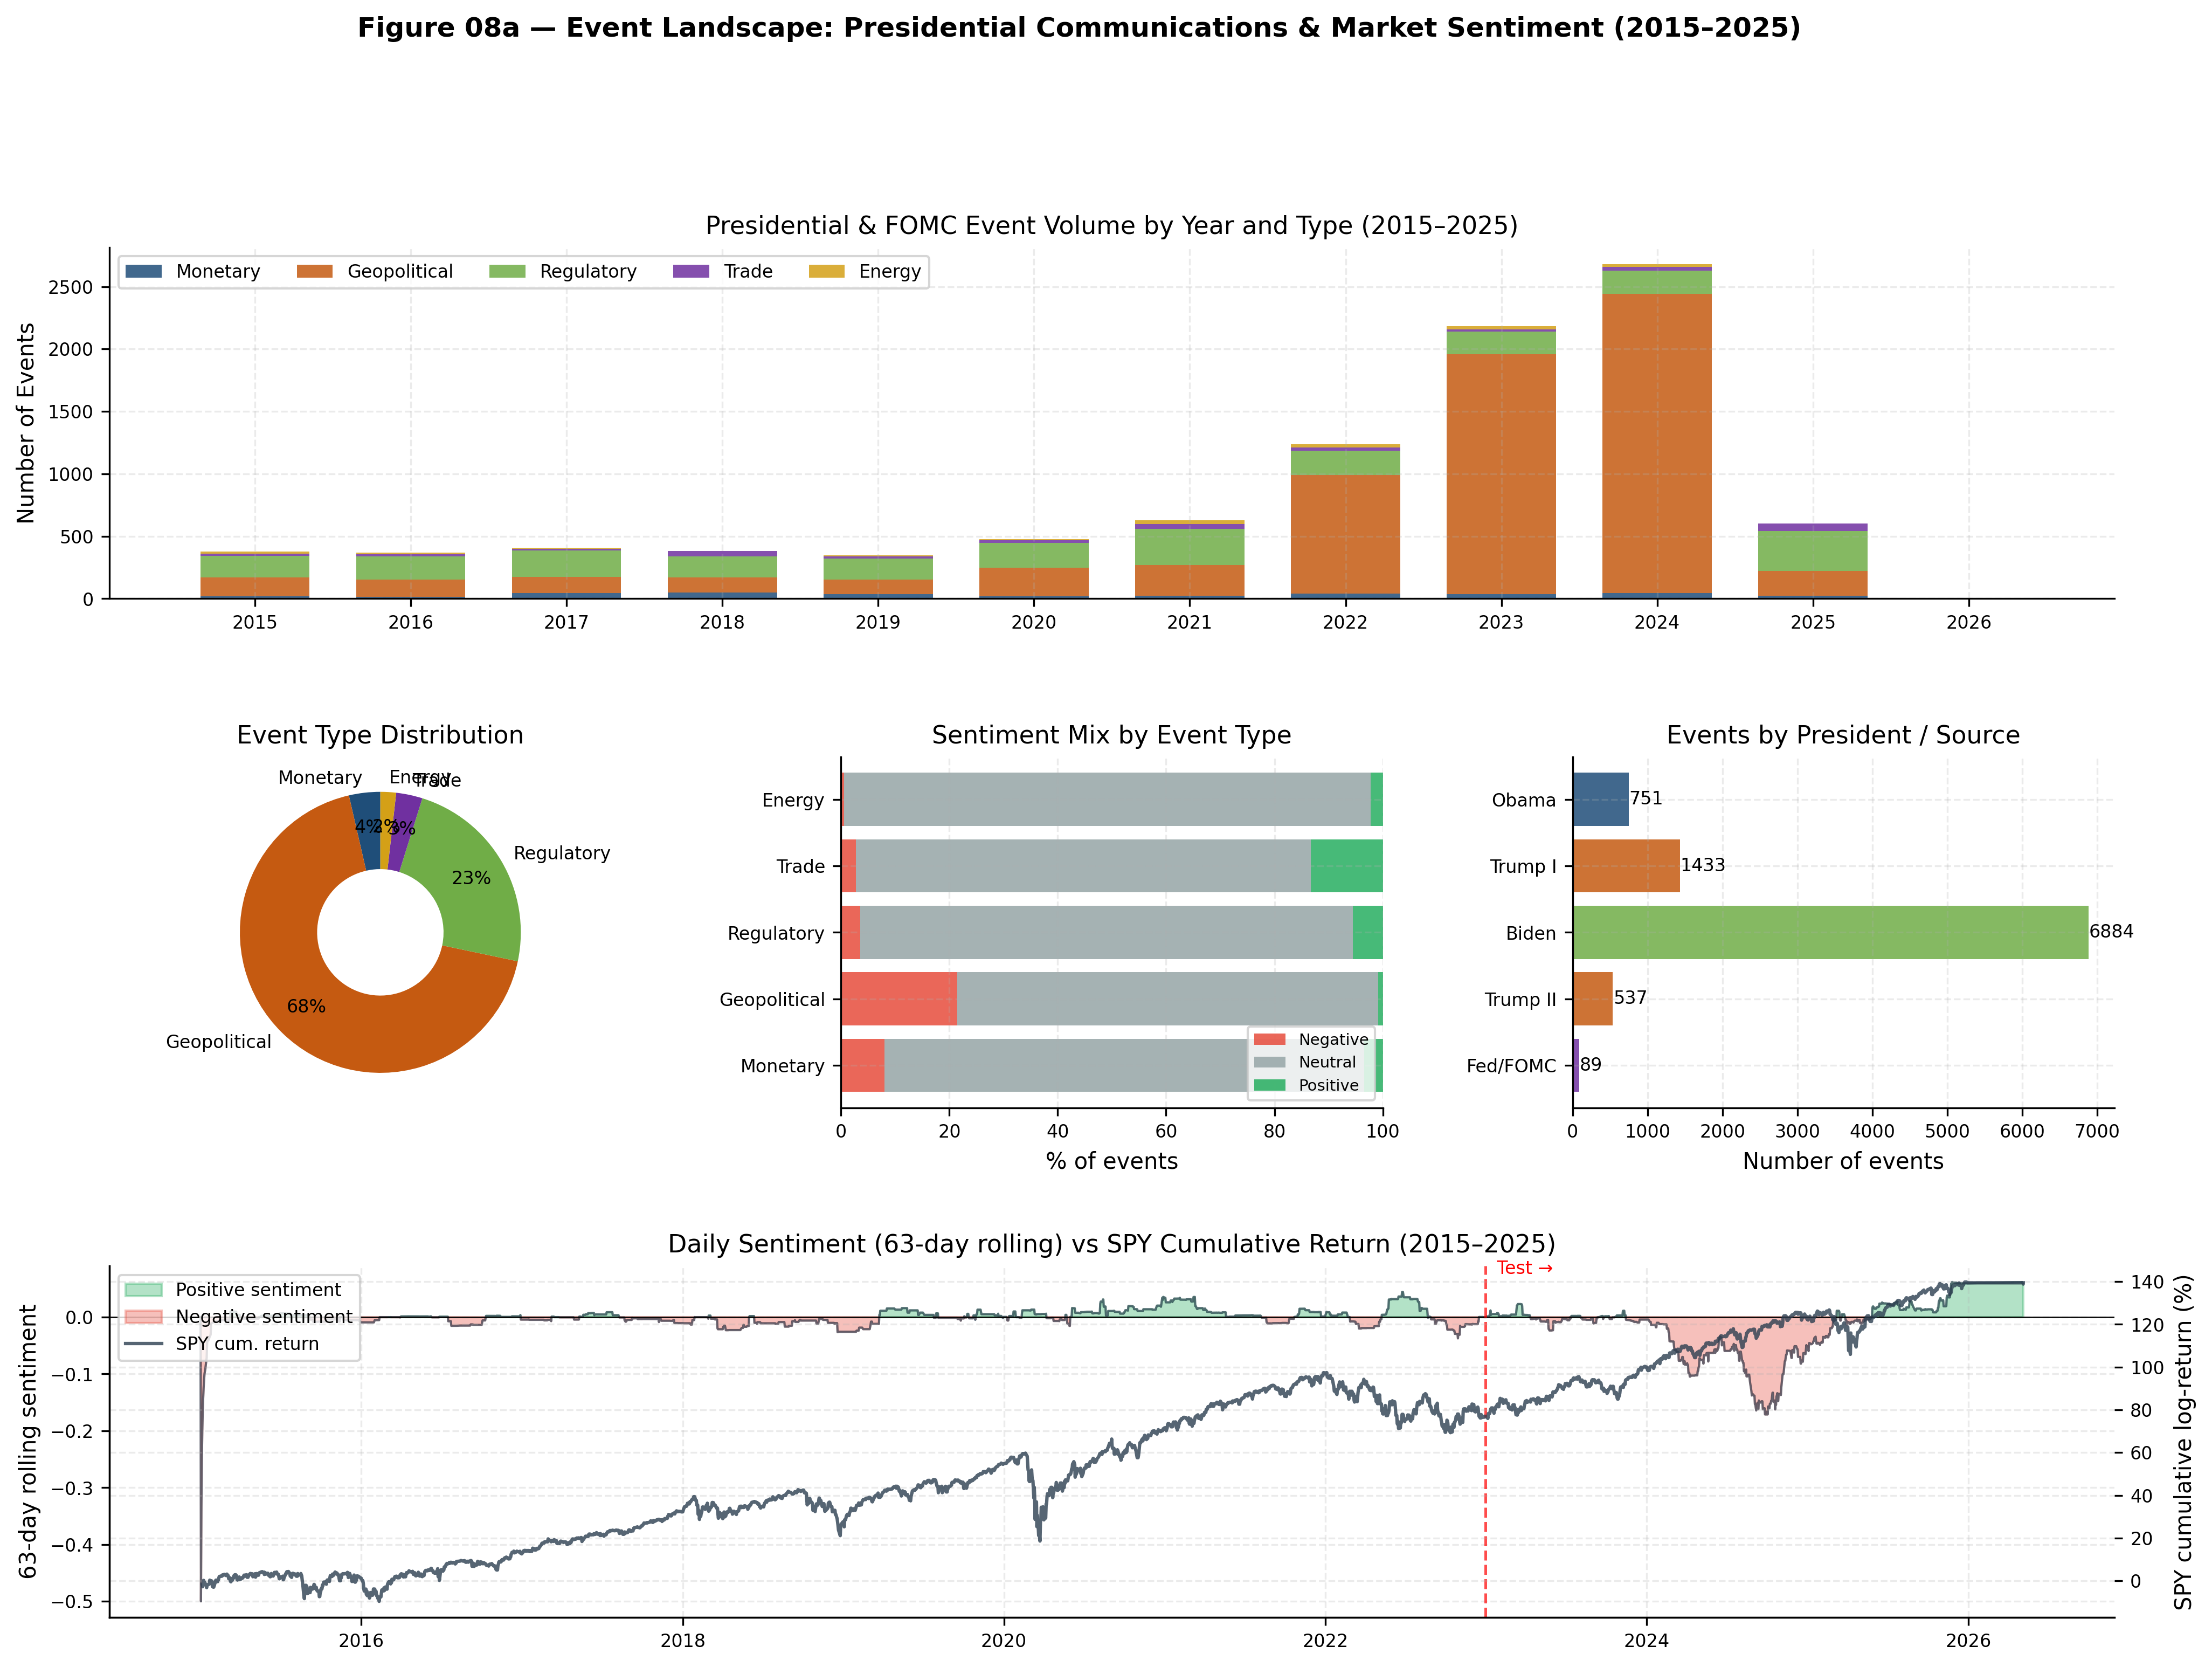 Figure 08a — Event Landscape: Presidential Communications & Market Sentiment (2015–2025)
Presidential & FOMC Event Volume by Year and Type (2015–2025)
Monetary Geopolitical Regulatory Trade Energy
Number of Events
2500
2000
1500
1000
500
0
2015 2016 2017 2018 2019 2020 2021 2022 2023 2024 2025 2026
Event Type Distribution
Monetary
Energy
Trade
Regulatory
Geopolitical
4%
2%
3%
23%
68%
Sentiment Mix by Event Type
Energy
Trade
Regulatory
Geopolitical
Monetary
Negative
Neutral
Positive
0 20 40 60 80 100
% of events
Events by President / Source
Obama 751
Trump I 1433
Biden 6884
Trump II 537
Fed/FOMC 89
0 1000 2000 3000 4000 5000 6000 7000
Number of events
Daily Sentiment (63-day rolling) vs SPY Cumulative Return (2015–2025)
Positive sentiment
Negative sentiment
SPY cum. return
Test →
63-day rolling sentiment
0.0
−0.1
−0.2
−0.3
−0.4
−0.5
140
120
100
80
60
40
20
0
SPY cumulative log-return (%)
2016 2018 2020 2022 2024 2026